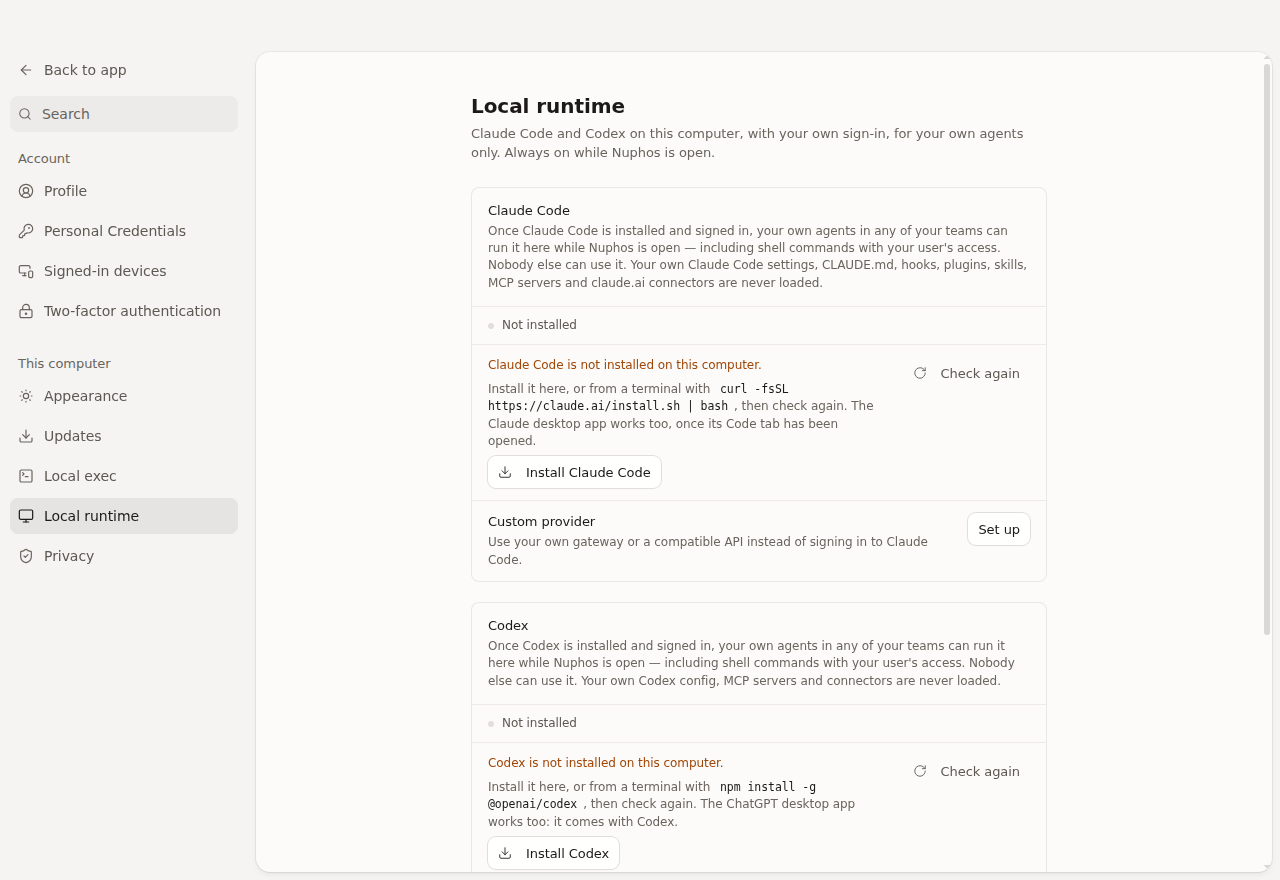 Back to app
Search
Account
Profile
Personal Credentials
Signed-in devices
Two-factor authentication
This computer
Appearance
Updates
Local exec
Local runtime
Privacy
Local runtime
Claude Code and Codex on this computer, with your own sign-in, for your own agents
only. Always on while Nuphos is open.
Claude Code
Once Claude Code is installed and signed in, your own agents in any of your teams can
run it here while Nuphos is open — including shell commands with your user's access.
Nobody else can use it. Your own Claude Code settings, CLAUDE.md, hooks, plugins, skills,
MCP servers and claude.ai connectors are never loaded.
Not installed
Claude Code is not installed on this computer.
Check again
Install it here, or from a terminal with curl -fsSL
https://claude.ai/install.sh | bash , then check again. The
Claude desktop app works too, once its Code tab has been
opened.
Install Claude Code
Custom provider
Use your own gateway or a compatible API instead of signing in to Claude
Code.
Set up
Codex
Once Codex is installed and signed in, your own agents in any of your teams can run it
here while Nuphos is open — including shell commands with your user's access. Nobody
else can use it. Your own Codex config, MCP servers and connectors are never loaded.
Not installed
Codex is not installed on this computer.
Check again
Install it here, or from a terminal with npm install -g
@openai/codex , then check again. The ChatGPT desktop app
works too: it comes with Codex.
Install Codex